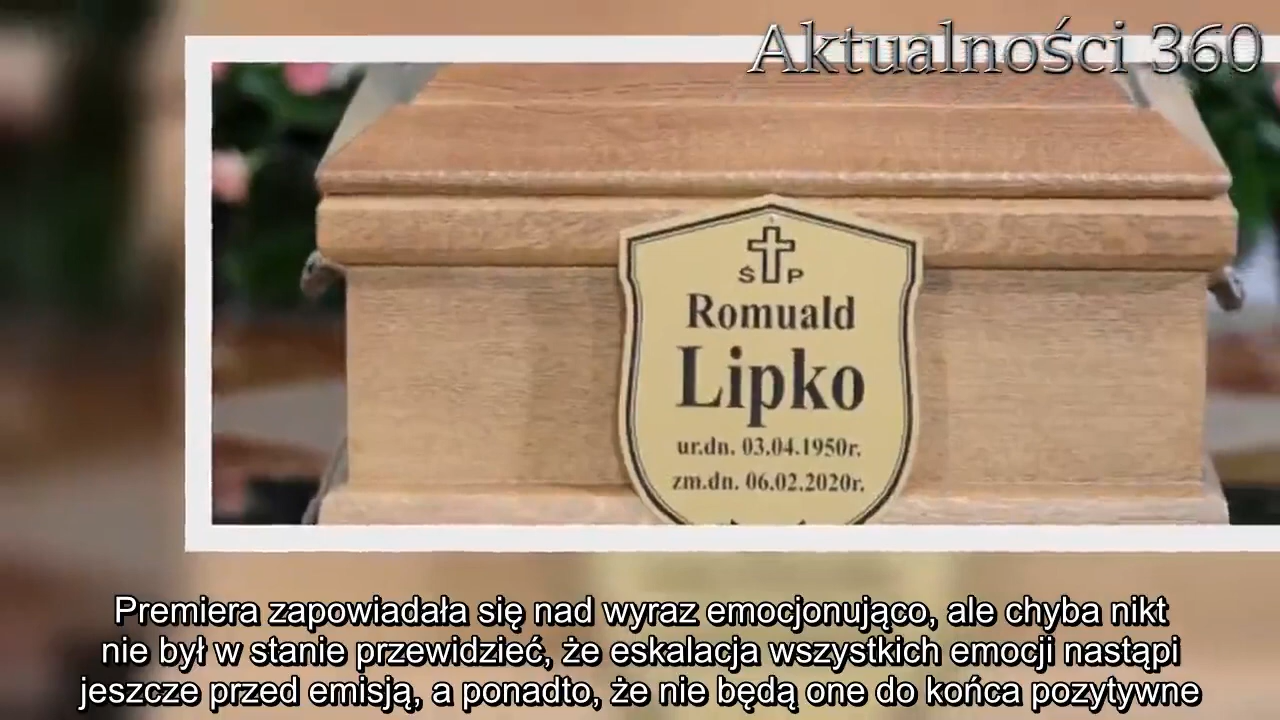 Aktualności 360
Ś P
Romuald
Lipko
ur.dn. 03.04.1950r.
zm.dn. 06.02.2020r.
Premiera zapowiadała się nad wyraz emocjonująco, ale chyba nikt
nie był w stanie przewidzieć, że eskalacja wszystkich emocji nastąpi
jeszcze przed emisją, a ponadto, że nie będą one do końca pozytywne